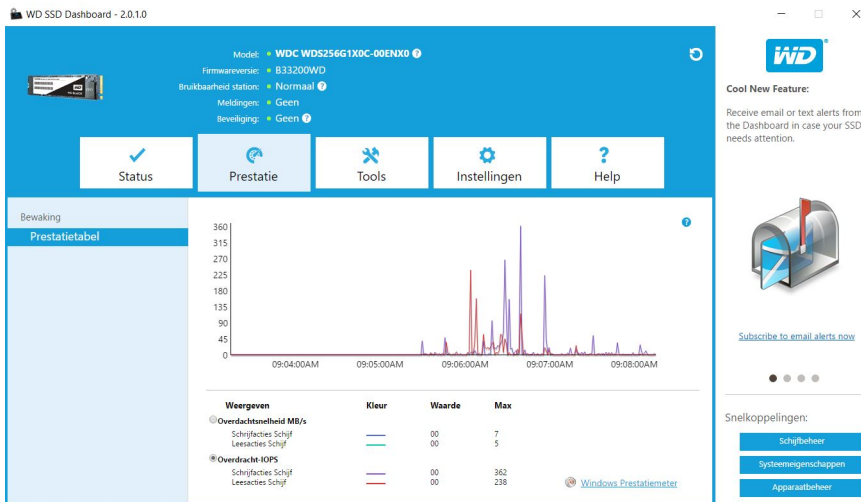 WD SSD Dashboard - 2.0.1.0
Model: WDC WDS256G1X0C-00ENX0 ?
Firmwareversie: B33200WD
Bruikbaarheid station: Normaal ?
Meldingen: Geen
Beveiliging: Geen ?
Status
Prestatie
Tools
? Help
Instellingen
Bewaking
Prestatietabel
?
360
315
270
225
180
135
90
45
0
09:04:00AM 09:05:00AM 09:06:00AM 09:07:00AM 09:08:00AM
Weergeven Kleur Waarde Max
Overdachtsnelheid MB/s
Schrijfacties Schijf 00 7
Leesacties Schijf 00 5
Overdracht-IOPS
Schrijfacties Schijf 00 362
Leesacties Schijf 00 238
Windows Prestatiemeter
WD
Cool New Feature:
Receive email or text alerts from
the Dashboard in case your SSD
needs attention.
Subscribe to email alerts now
Snelkoppelingen:
Schijfbeheer
Systeemeigenschappen
Apparaatbeheer